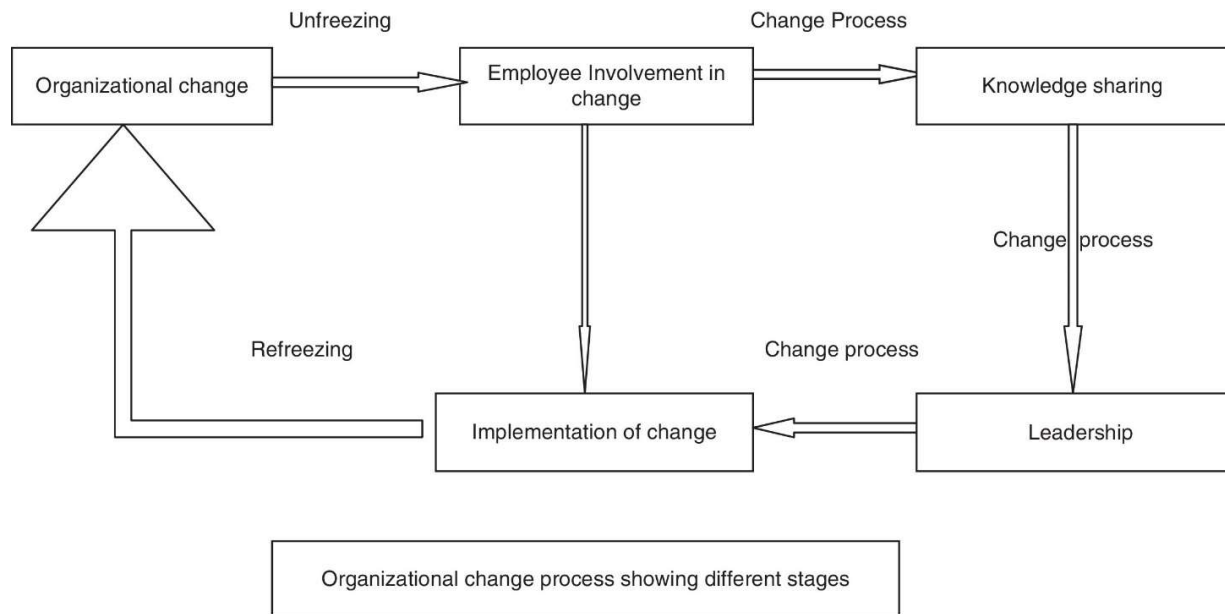 Unfreezing
Change Process
Organizational change
Employee Involvement in
change
Knowledge sharing
Change process
Refreezing
Change process
Implementation of change
Leadership
Organizational change process showing different stages